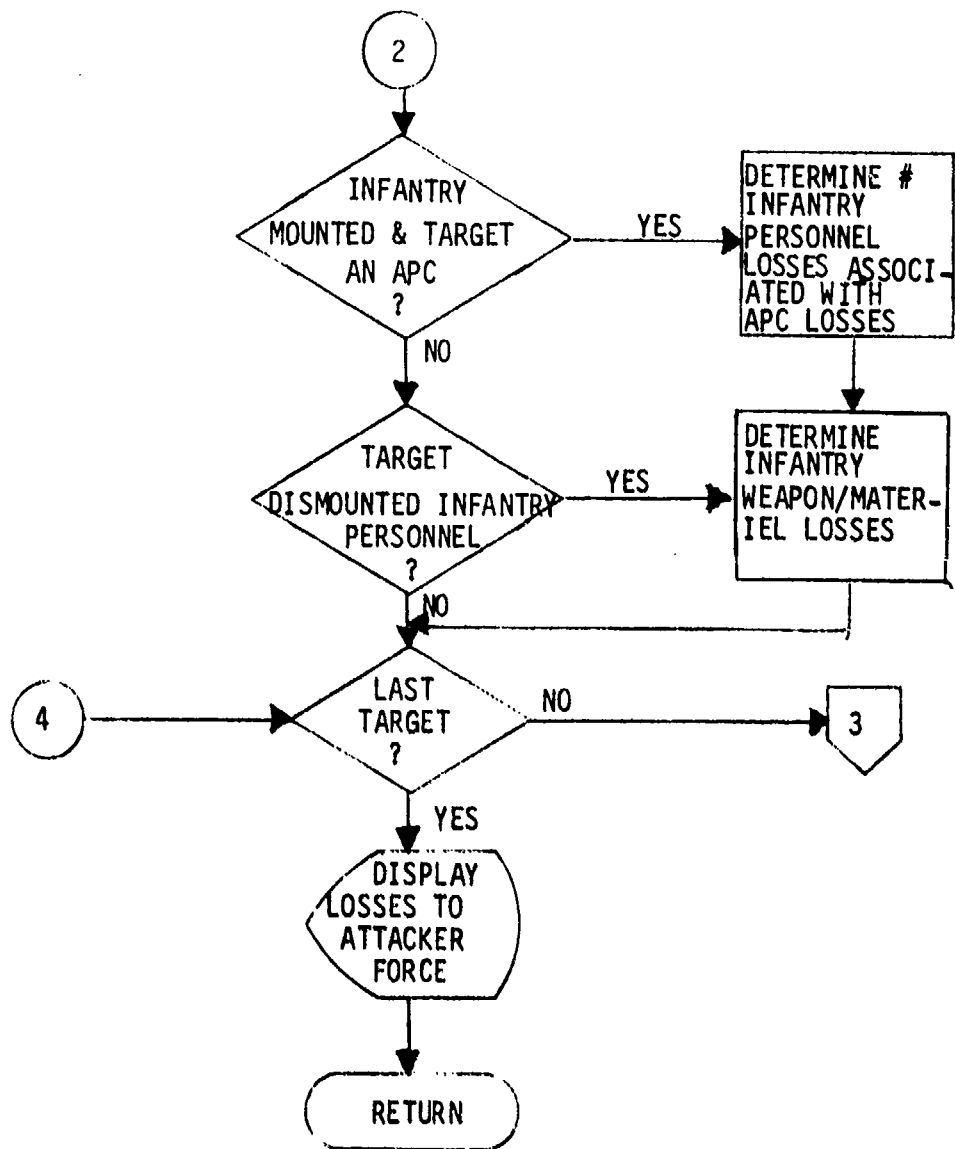 2
INFANTRY
MOUNTED & TARGET
AN APC
?
YES
DETERMINE #
INFANTRY
PERSONNEL
LOSSES ASSOCI-
ATED WITH
APC LOSSES
NO
TARGET
DISMOUNTED INFANTRY
PERSONNEL
?
YES
DETERMINE
INFANTRY
WEAPON/MATER-
IEL LOSSES
NO
4
LAST
TARGET
?
NO
3
YES
DISPLAY
LOSSES TO
ATTACKER
FORCE
RETURN